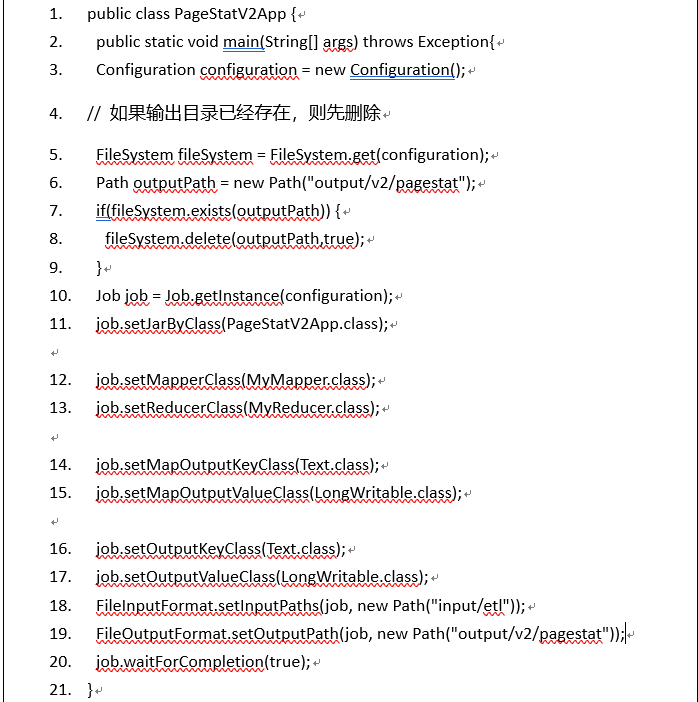 1. public class PageStatV2App {
2. public static void main(String[] args) throws Exception{
3. Configuration configuration = new Configuration();
4. // 如果输出目录已经存在，则先删除
5. FileSystem fileSystem = FileSystem.get(configuration);
6. Path outputPath = new Path("output/v2/pagestat");
7. if(fileSystem.exists(outputPath)) {
8. fileSystem.delete(outputPath,true);
9. }
10. Job job = Job.getInstance(configuration);
11. job.setJarByClass(PageStatV2App.class);
12. job.setMapperClass(MyMapper.class);
13. job.setReducerClass(MyReducer.class);
14. job.setMapOutputKeyClass(Text.class);
15. job.setMapOutputValueClass(LongWritable.class);
16. job.setOutputKeyClass(Text.class);
17. job.setOutputValueClass(LongWritable.class);
18. FileInputFormat.setInputPaths(job, new Path("input/etl"));
19. FileOutputFormat.setOutputPath(job, new Path("output/v2/pagestat"));
20. job.waitForCompletion(true);
21. }